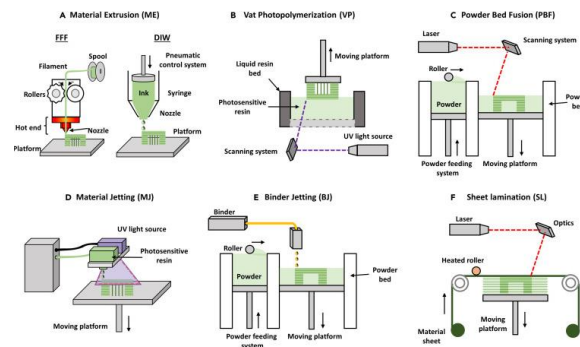 A Material Extrusion (ME)
FFF
DIW
Filament
Spool
Pneumatic
control system
Rollers
Ink
Syringe
Hot end
Nozzle
Nozzle
Platform
Platform
B Vat Photopolymerization (VP)
Moving platform
Liquid resin
bed
Photosensitive
resin
UV light source
Scanning system
C Powder Bed Fusion (PBF)
Laser
Scanning system
Roller
Powder
Pow
be
Powder feeding
system
Moving platform
D Material Jetting (MJ)
UV light source
Photosensitive
resin
Moving platform
E Binder Jetting (BJ)
Binder
Roller
Powder
Powder
bed
Powder feeding
system
Moving platform
F Sheet lamination (SL)
Laser
Optics
Heated roller
Material
sheet
Moving
platform